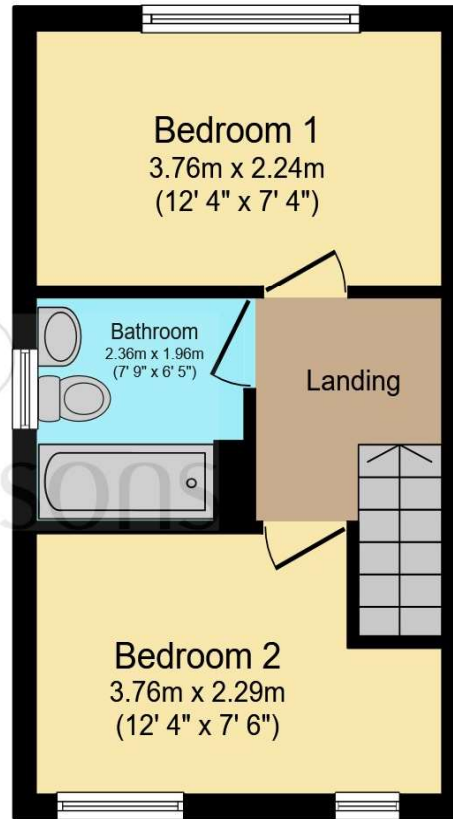 Bedroom 1
3.76m x 2.24m
(12' 4" x 7' 4")
Bathroom
2.36m x 1.96m
(7' 9" x 6' 5")
Landing
sons
Bedroom 2
3.76m x 2.29m
(12' 4" x 7' 6")